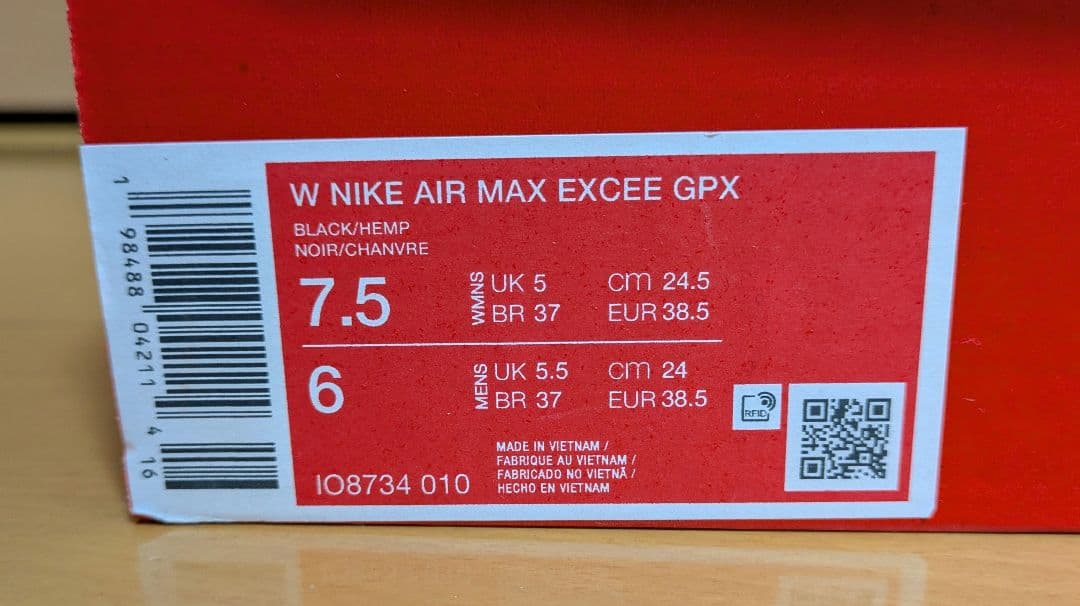 W NIKE AIR MAX EXCEE GPX
BLACK/HEMP
NOIR/CHANVRE
7.5 WMNS UK 5 cm 24.5
BR 37 EUR 38.5
6 MENS UK 5.5 cm 24
BR 37 EUR 38.5
RFID
MADE IN VIETNAM /
FABRIQUE AU VIETNAM /
FABRICADO NO VIETNÃ /
HECHO EN VIETNAM
IO8734 010
1 98488 04211 4 16